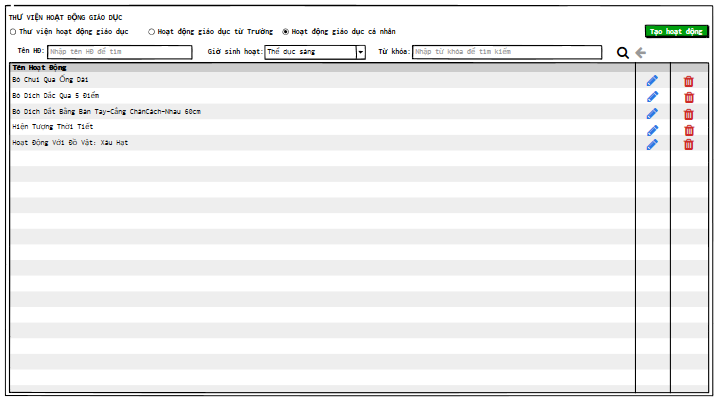 THƯ VIỆN HOẠT ĐỘNG GIÁO DỤC
Thư viện hoạt động giáo dục Hoạt động giáo dục từ Trường Hoạt động giáo dục cá nhân Tạo hoạt động
Tên HĐ: Nhập tên HĐ để tìm Giờ sinh hoạt: Thể dục sáng Từ khóa: Nhập từ khóa để tìm kiếm
Tên Hoạt Động
Bò Chui Qua Ống Dài
Bò Dích Dắc Qua 5 Điểm
Bò Dích Dắt Bằng Bàn Tay-Cẳng ChânCách-Nhau 60cm
Hiện Tượng Thời Tiết
Hoạt Động Với Đồ Vật: Xâu Hạt